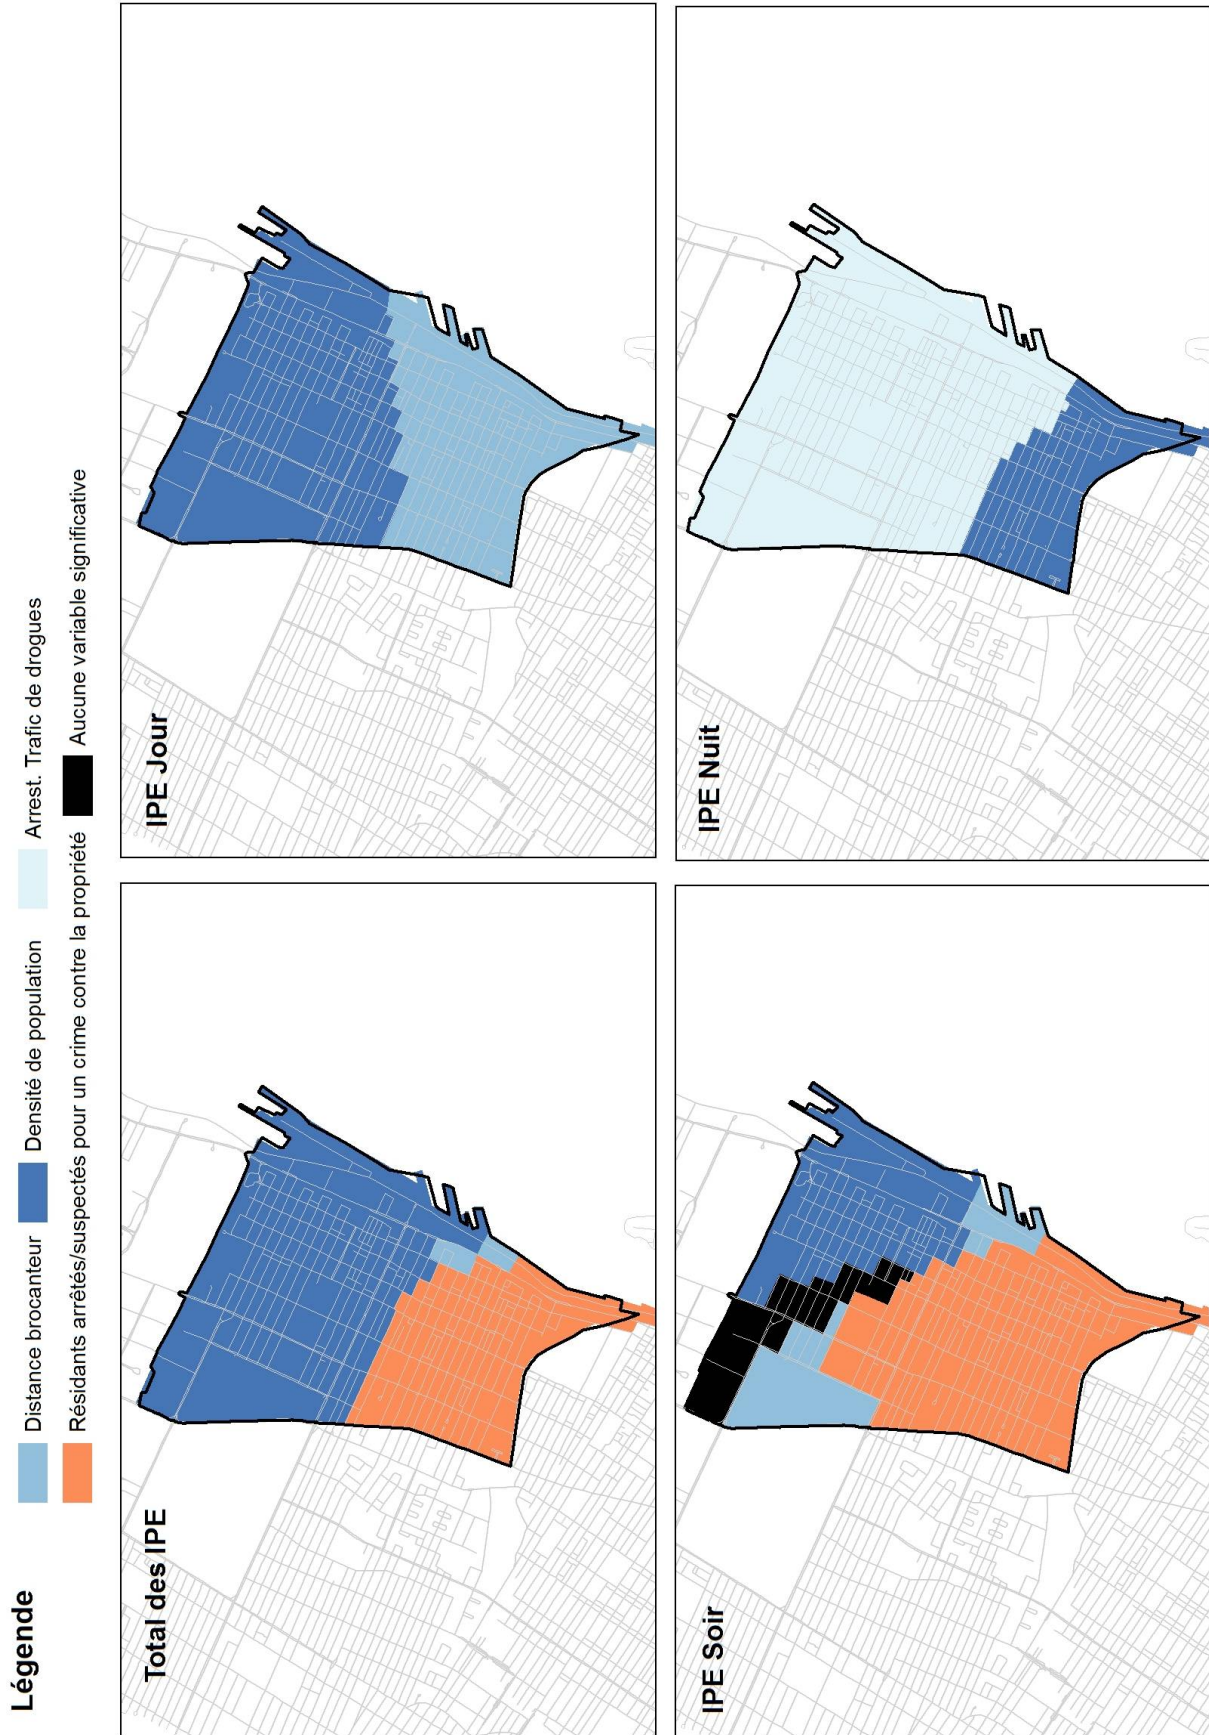 Légende
Distance brocanteur
Densité de population
Arrest. Trafic de drogues
Résidants arrêtés/suspectés pour un crime contre la propriété
Aucune variable significative
Total des IPE
IPE Jour
IPE Soir
IPE Nuit